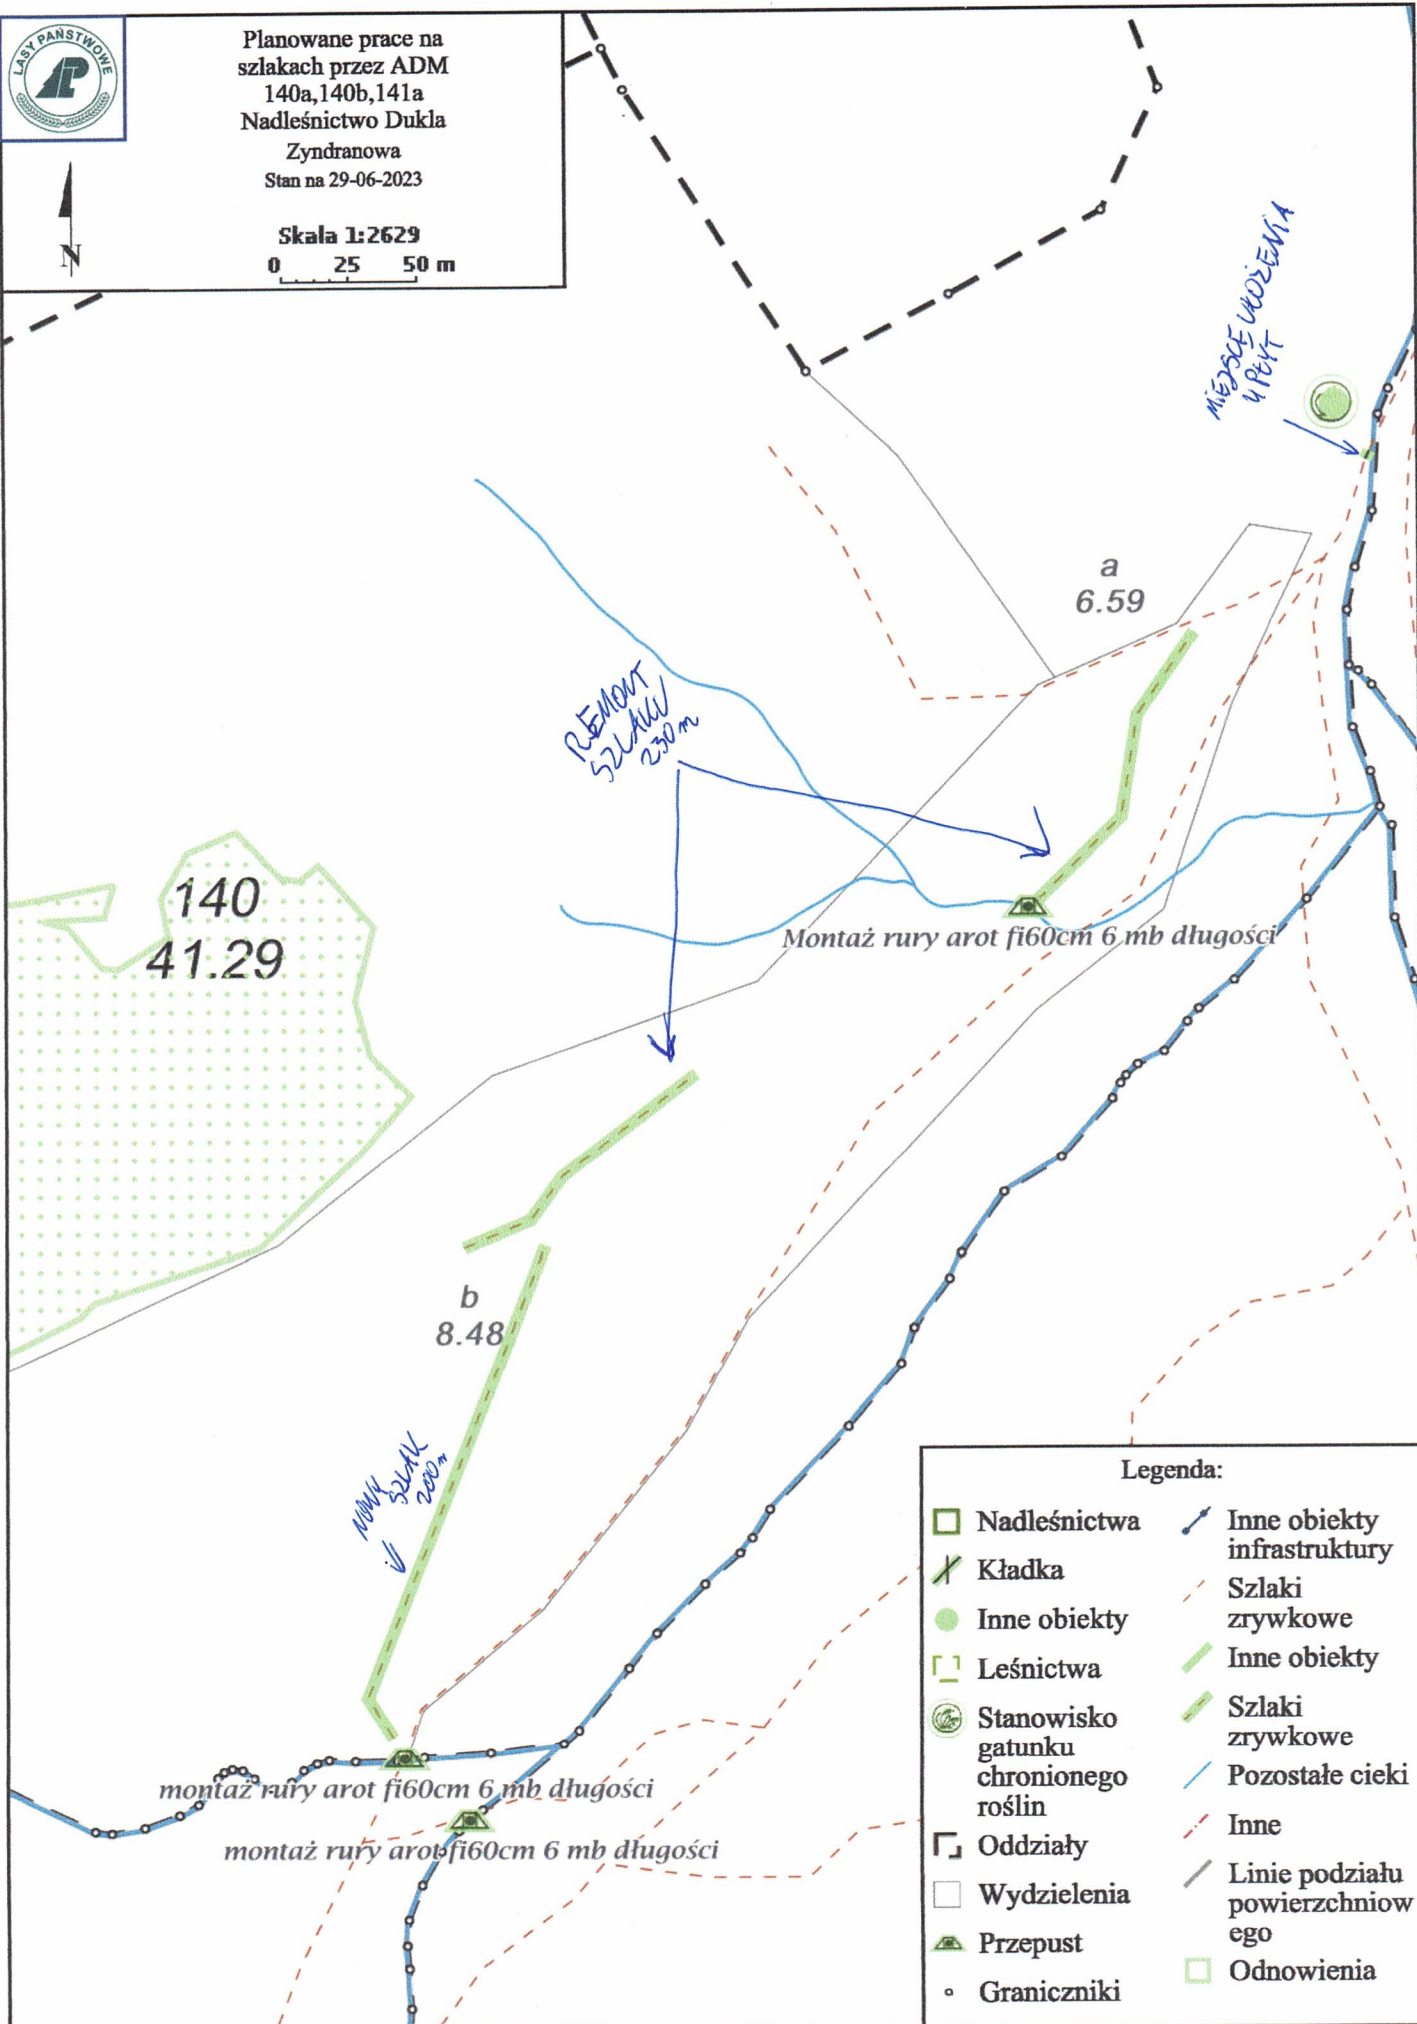 LASY PAŃSTWOWE
Planowane prace na
szlakach przez ADM
140a,140b,141a
Nadleśnictwo Dukla
Zyndranowa
Stan na 29-06-2023
N
Skala 1:2629
0 25 50 m
MIEJSCE UŁOŻENIA
4 PŁYT
a
6.59
REMONT
SZLAKU
230 m
140
41.29
Montaż rury arot fi60cm 6 mb długości
b
8.48
NOWY
SZLAK
200 m
montaż rury arot fi60cm 6 mb długości
montaż rury arot fi60cm 6 mb długości
Legenda:
Nadleśnictwa
Kładka
Inne obiekty
Leśnictwa
Stanowisko
gatunku
chronionego
roślin
Oddziały
Wydzielenia
Przepust
Graniczniki
Inne obiekty
infrastruktury
Szlaki
zrywkowe
Inne obiekty
Szlaki
zrywkowe
Pozostałe cieki
Inne
Linie podziału
powierzchniow
ego
Odnowienia